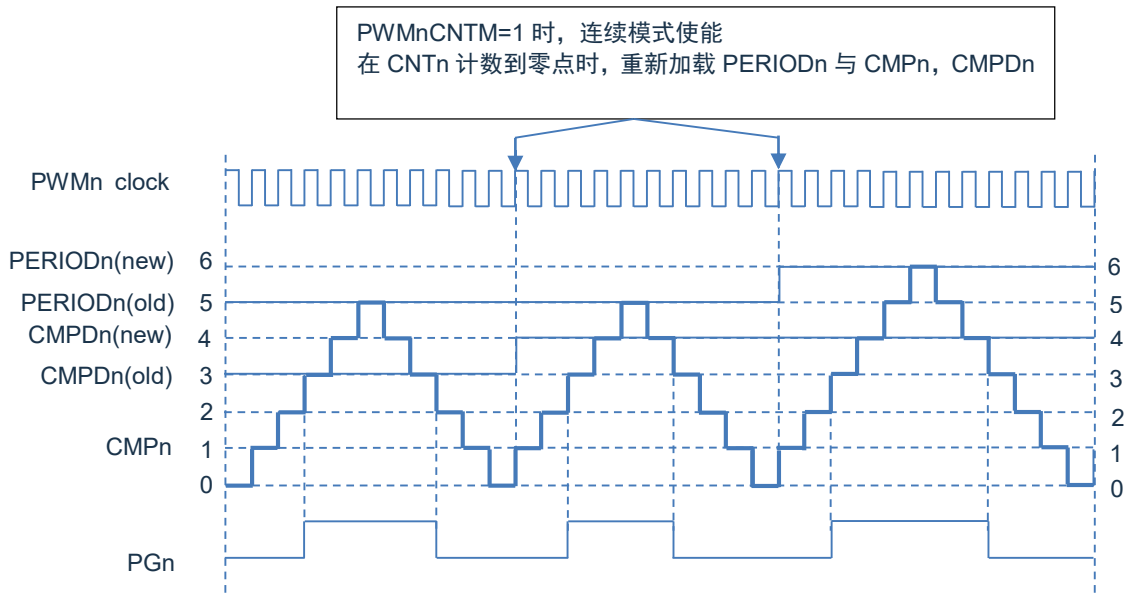 PWMnCNTM=1 时，连续模式使能
在 CNTn 计数到零点时，重新加载 PERIODn 与 CMPn，CMPDn
PWMn clock
PERIODn(new) 6 6
PERIODn(old) 5 5
CMPDn(new) 4 4
CMPDn(old) 3 3
2 2
CMPn 1 1
0 0
PGn